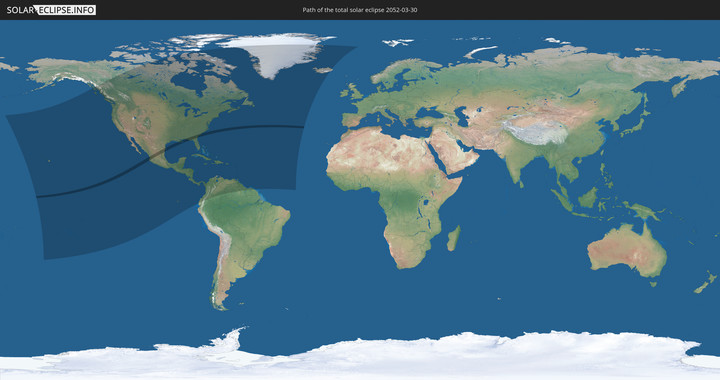 SOLAR ECLIPSE.INFO
Path of the total solar eclipse 2052-03-30